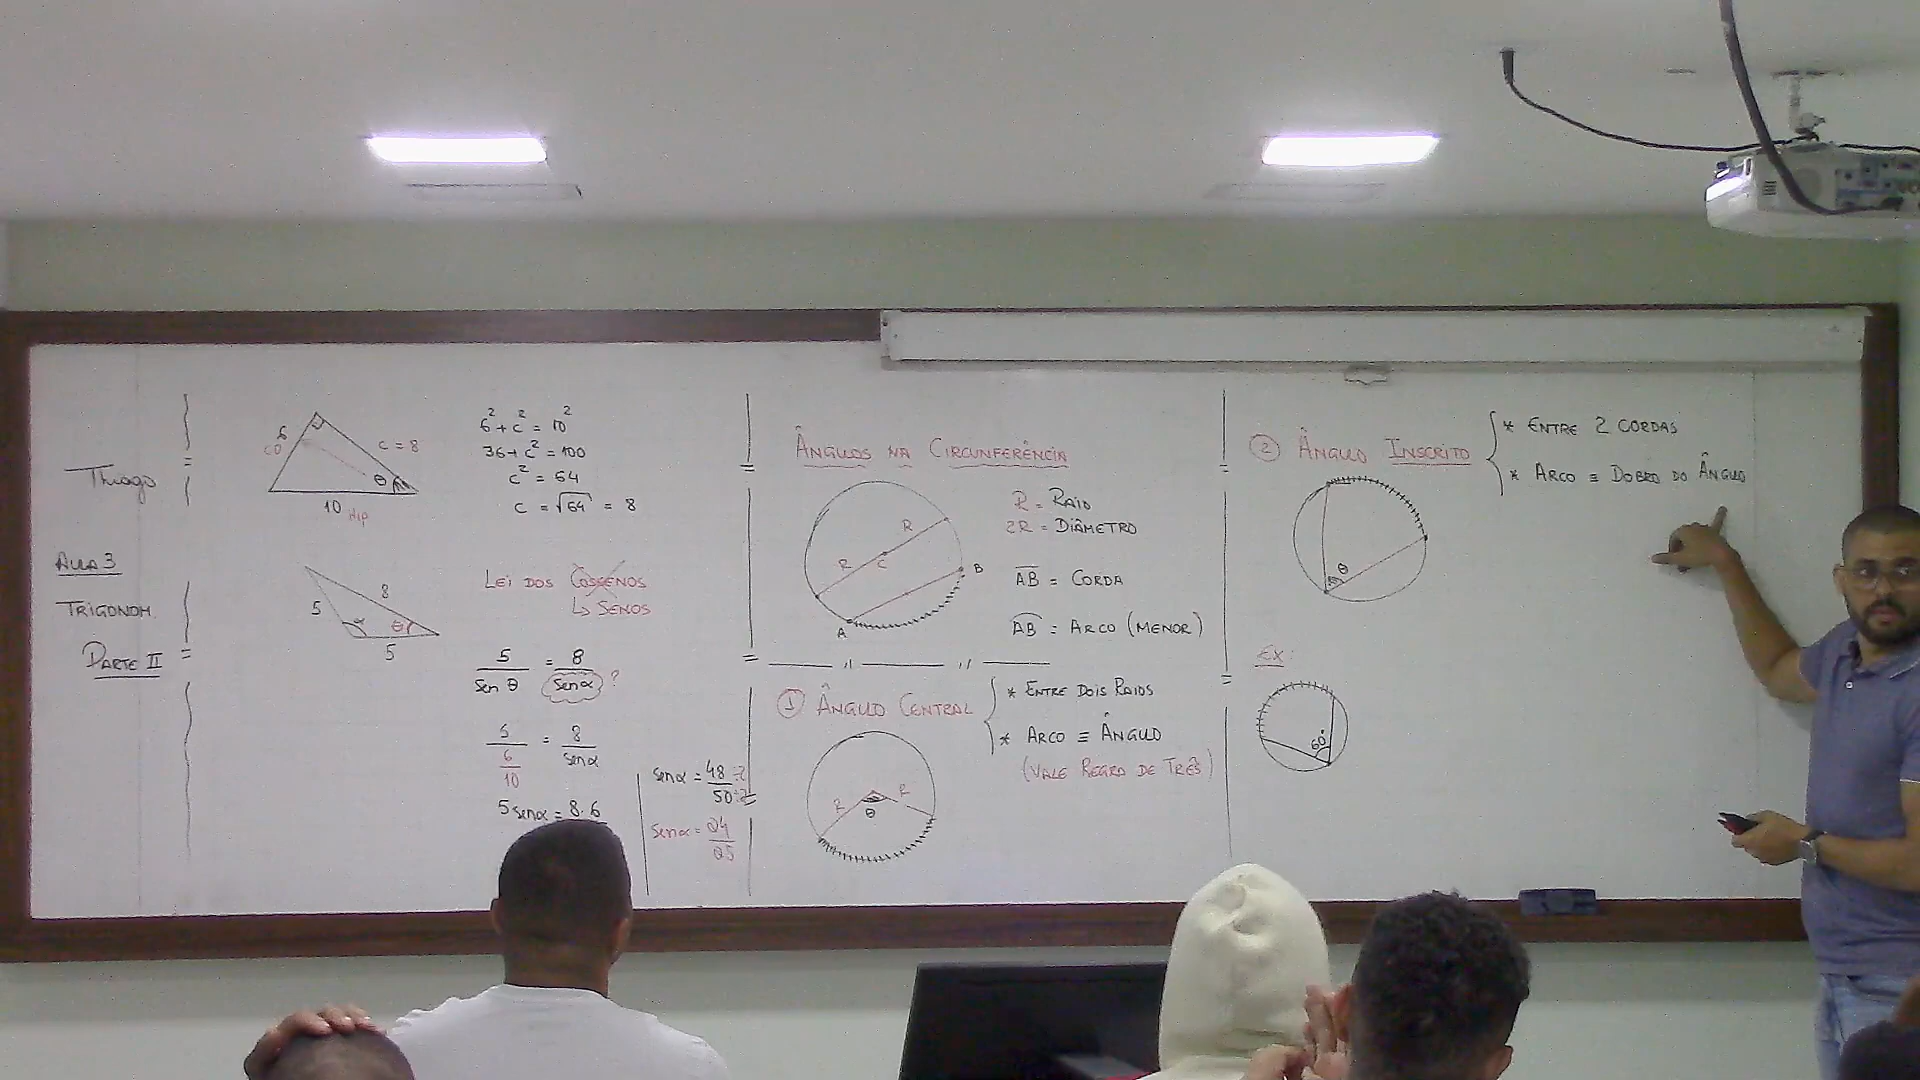 Thiago
AULA 3
TRIGONOM.
PARTE II
6
CO
c = 8
θ
10 Hip
6² + c² = 10²
36 + c² = 100
c² = 64
c = √64 = 8
5
8
α
θ
5
LEI DOS COSSENOS
↳ SENOS
5/sen θ = 8/sen α ?
5/(6/10) = 8/sen α
5 sen α = 8.6
sen α = 48 ÷2/50 ÷2
sen α = 24/25
ÂNGULOS NA CIRCUNFERÊNCIA
R
R
C
A
B
R = RAIO
2R = DIÂMETRO
AB = CORDA
AB = ARCO (MENOR)
① ÂNGULO CENTRAL
* ENTRE DOIS RAIOS
* ARCO ≡ ÂNGULO
(VALE REGRA DE TRÊS)
R
R
θ
② ÂNGULO INSCRITO
* ENTRE 2 CORDAS
* ARCO ≡ DOBRO DO ÂNGULO
θ
EX:
60°